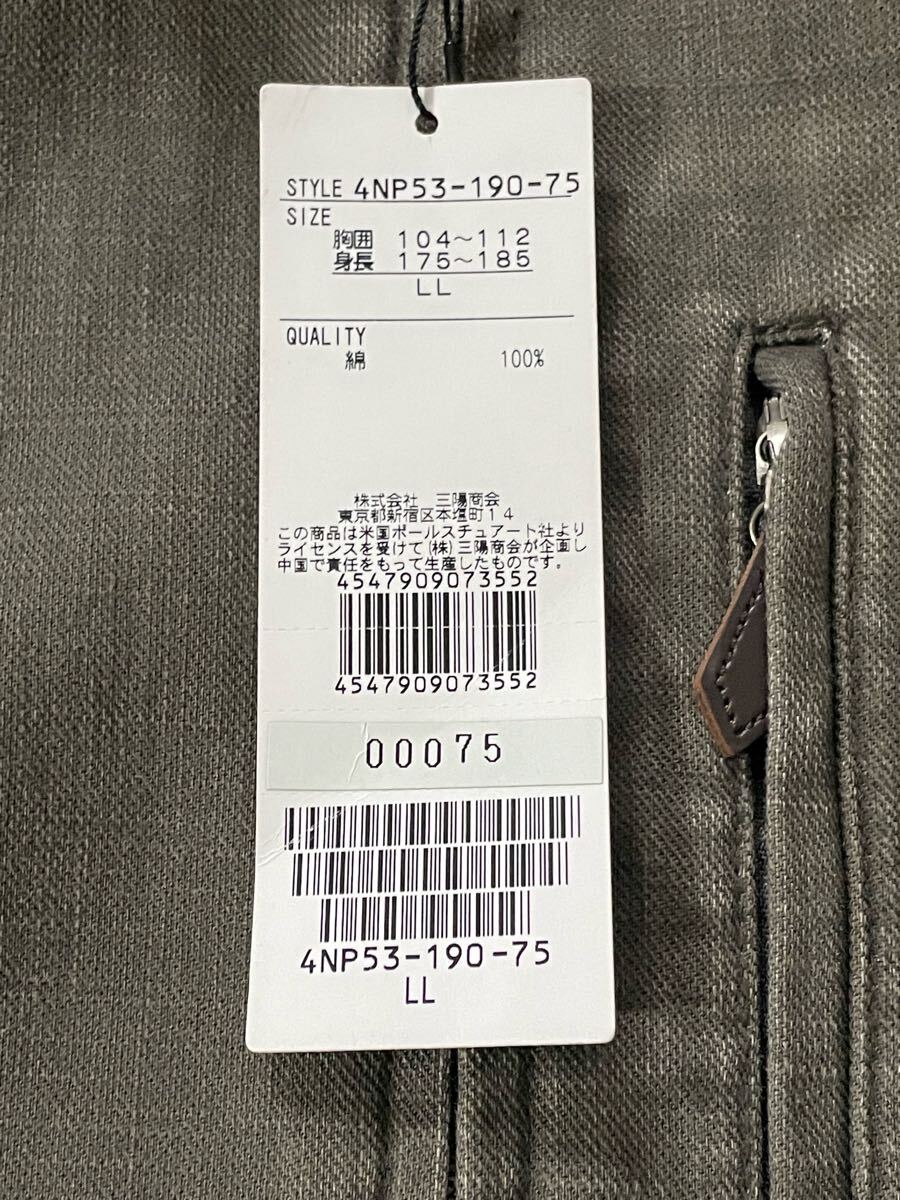 STYLE 4NP53-190-75
SIZE
胸囲 104～112
身長 175～185
LL
QUALITY
綿 100%
株式会社 三陽商会
東京都新宿区本塩町14
この商品は米国ポールスチュアート社より
ライセンスを受けて(株)三陽商会が企画し
中国で責任をもって生産したものです。
4547909073552
4547909073552
00075
4NP53-190-75
LL